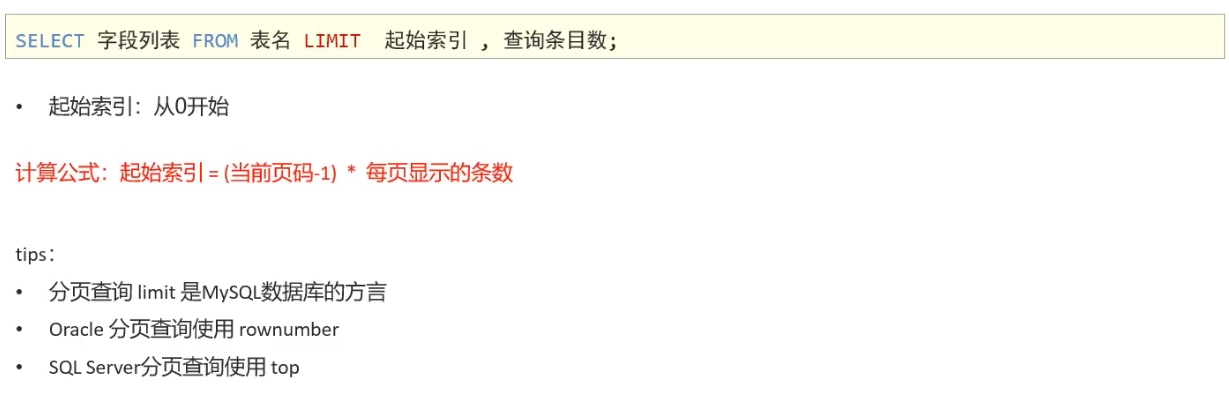 SELECT 字段列表 FROM 表名 LIMIT 起始索引 , 查询条目数;
• 起始索引：从0开始
计算公式：起始索引 = (当前页码-1) * 每页显示的条数
tips：
• 分页查询 limit 是MySQL数据库的方言
• Oracle 分页查询使用 rownumber
• SQL Server分页查询使用 top